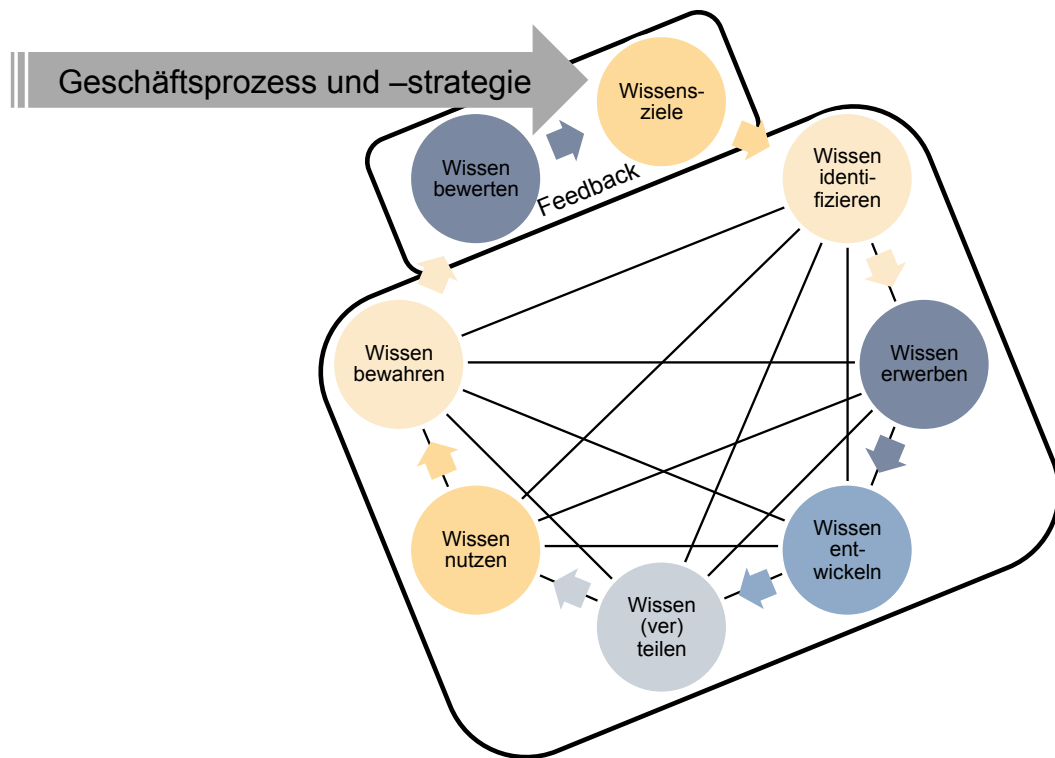 Geschäftsprozess und –strategie
Wissens-
ziele
Wissen
bewerten
Feedback
Wissen
identi-
fizieren
Wissen
erwerben
Wissen
ent-
wickeln
Wissen
(ver)
teilen
Wissen
nutzen
Wissen
bewahren